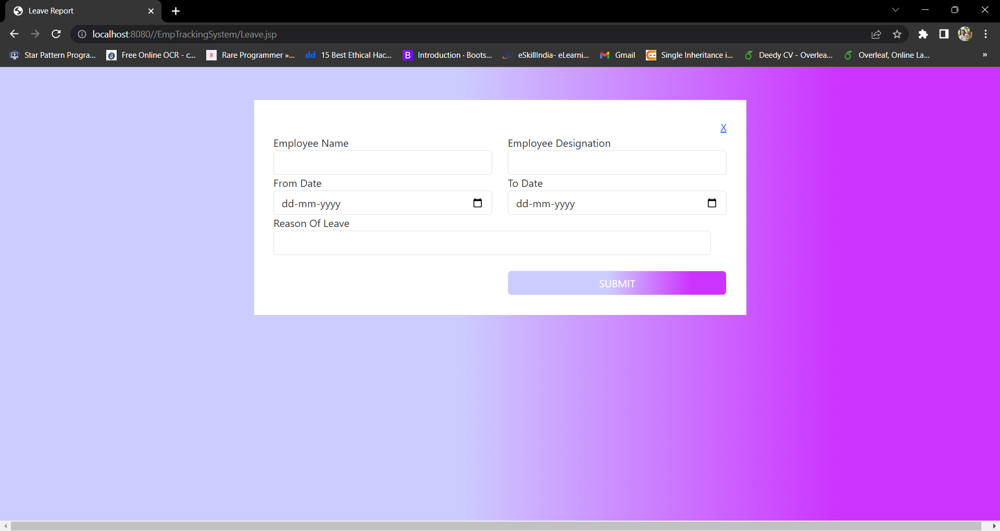 Leave Report
localhost:8080//EmpTrackingSystem/Leave.jsp
Star Pattern Progra... Free Online OCR - c... Rare Programmer »... dd 15 Best Ethical Hac... B Introduction · Boots... eSkillIndia- eLearni... Gmail Single Inheritance i... Deedy CV - Overlea... Overleaf, Online La... »
X
Employee Name Employee Designation
From Date To Date
dd-mm-yyyy dd-mm-yyyy
Reason Of Leave
SUBMIT